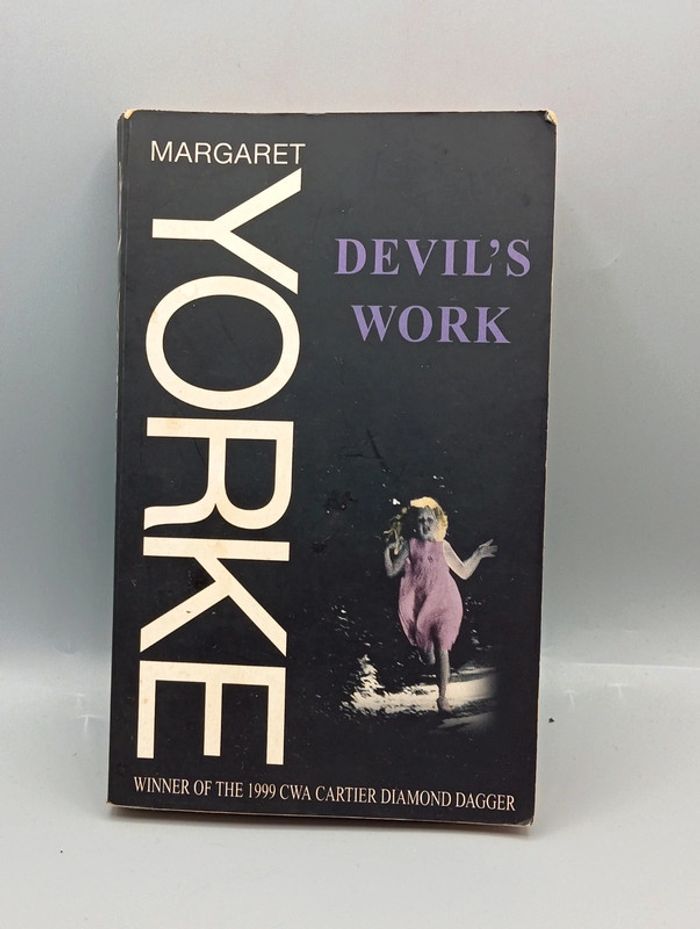 MARGARET
YORKE
DEVIL'S
WORK
WINNER OF THE 1999 CWA CARTIER DIAMOND DAGGER